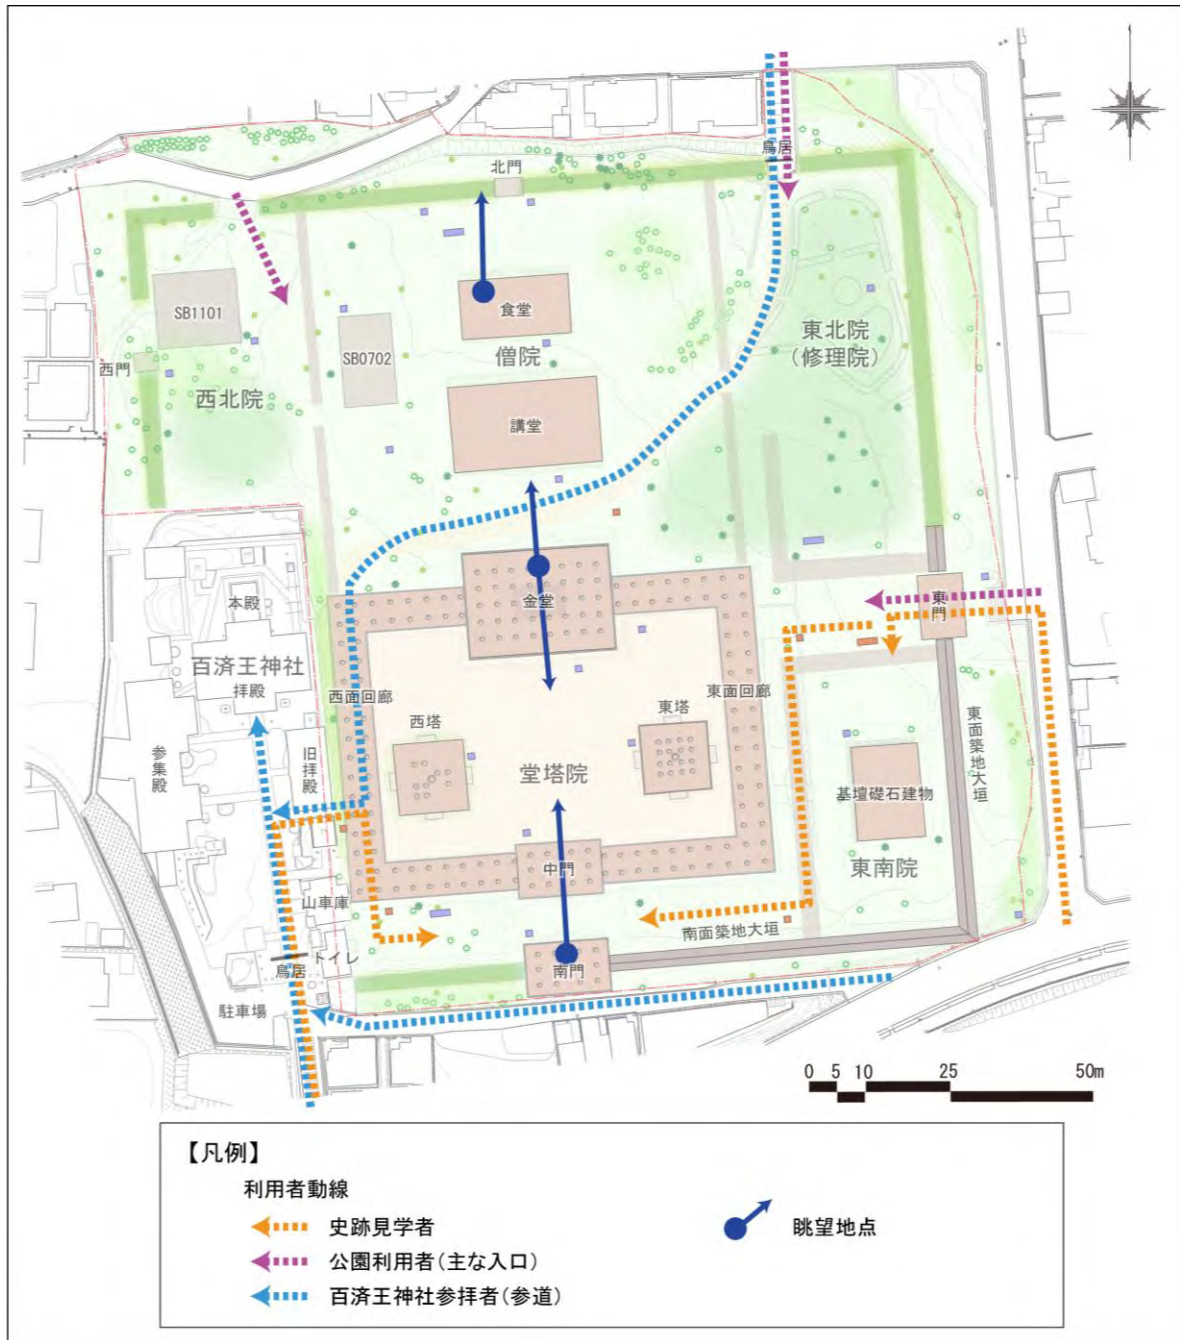 鳥居
北門
SB1101
食堂
SB0702
僧院
東北院
(修理院)
西門
西北院
講堂
本殿
金堂
東門
百済王神社
拝殿
西面回廊
東面回廊
西塔
東塔
参集殿
旧拝殿
堂塔院
東面築地大垣
基壇礎石建物
中門
東南院
山車庫
南面築地大垣
鳥居
トイレ
南門
駐車場
0 5 10 25 50m
【凡例】
利用者動線
史跡見学者
眺望地点
公園利用者(主な入口)
百済王神社参拝者(参道)